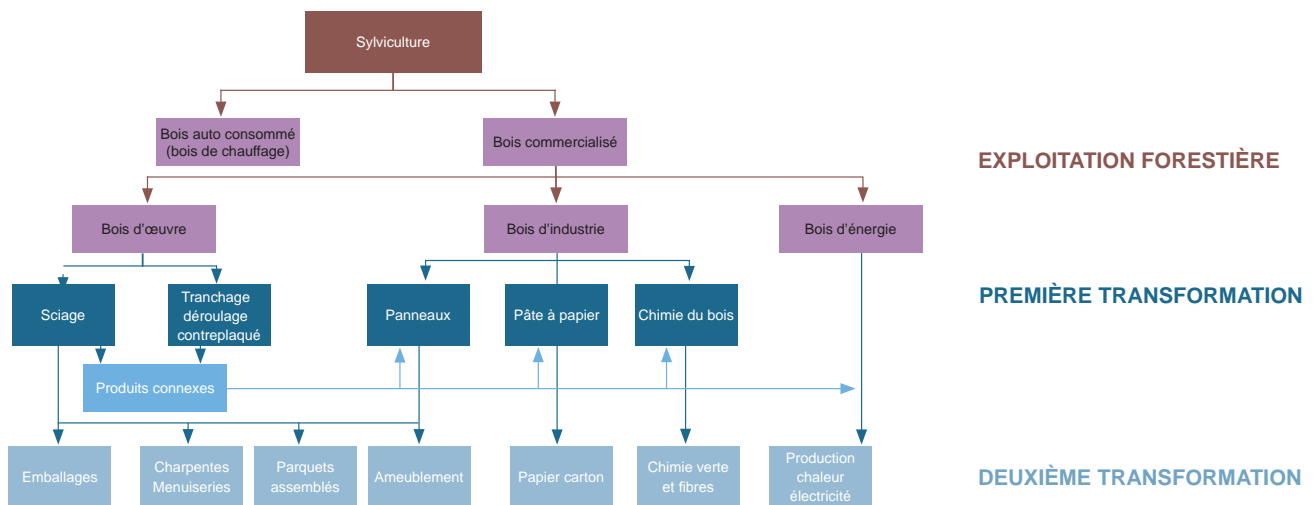 Sylviculture
Bois auto consommé
(bois de chauffage)
Bois commercialisé
EXPLOITATION FORESTIÈRE
Bois d'œuvre
Bois d'industrie
Bois d'énergie
Sciage
Tranchage
déroulage
contreplaqué
Panneaux
Pâte à papier
Chimie du bois
PREMIÈRE TRANSFORMATION
Produits connexes
Emballages
Charpentes
Menuiseries
Parquets
assemblés
Ameublement
Papier carton
Chimie verte
et fibres
Production
chaleur
électricité
DEUXIÈME TRANSFORMATION